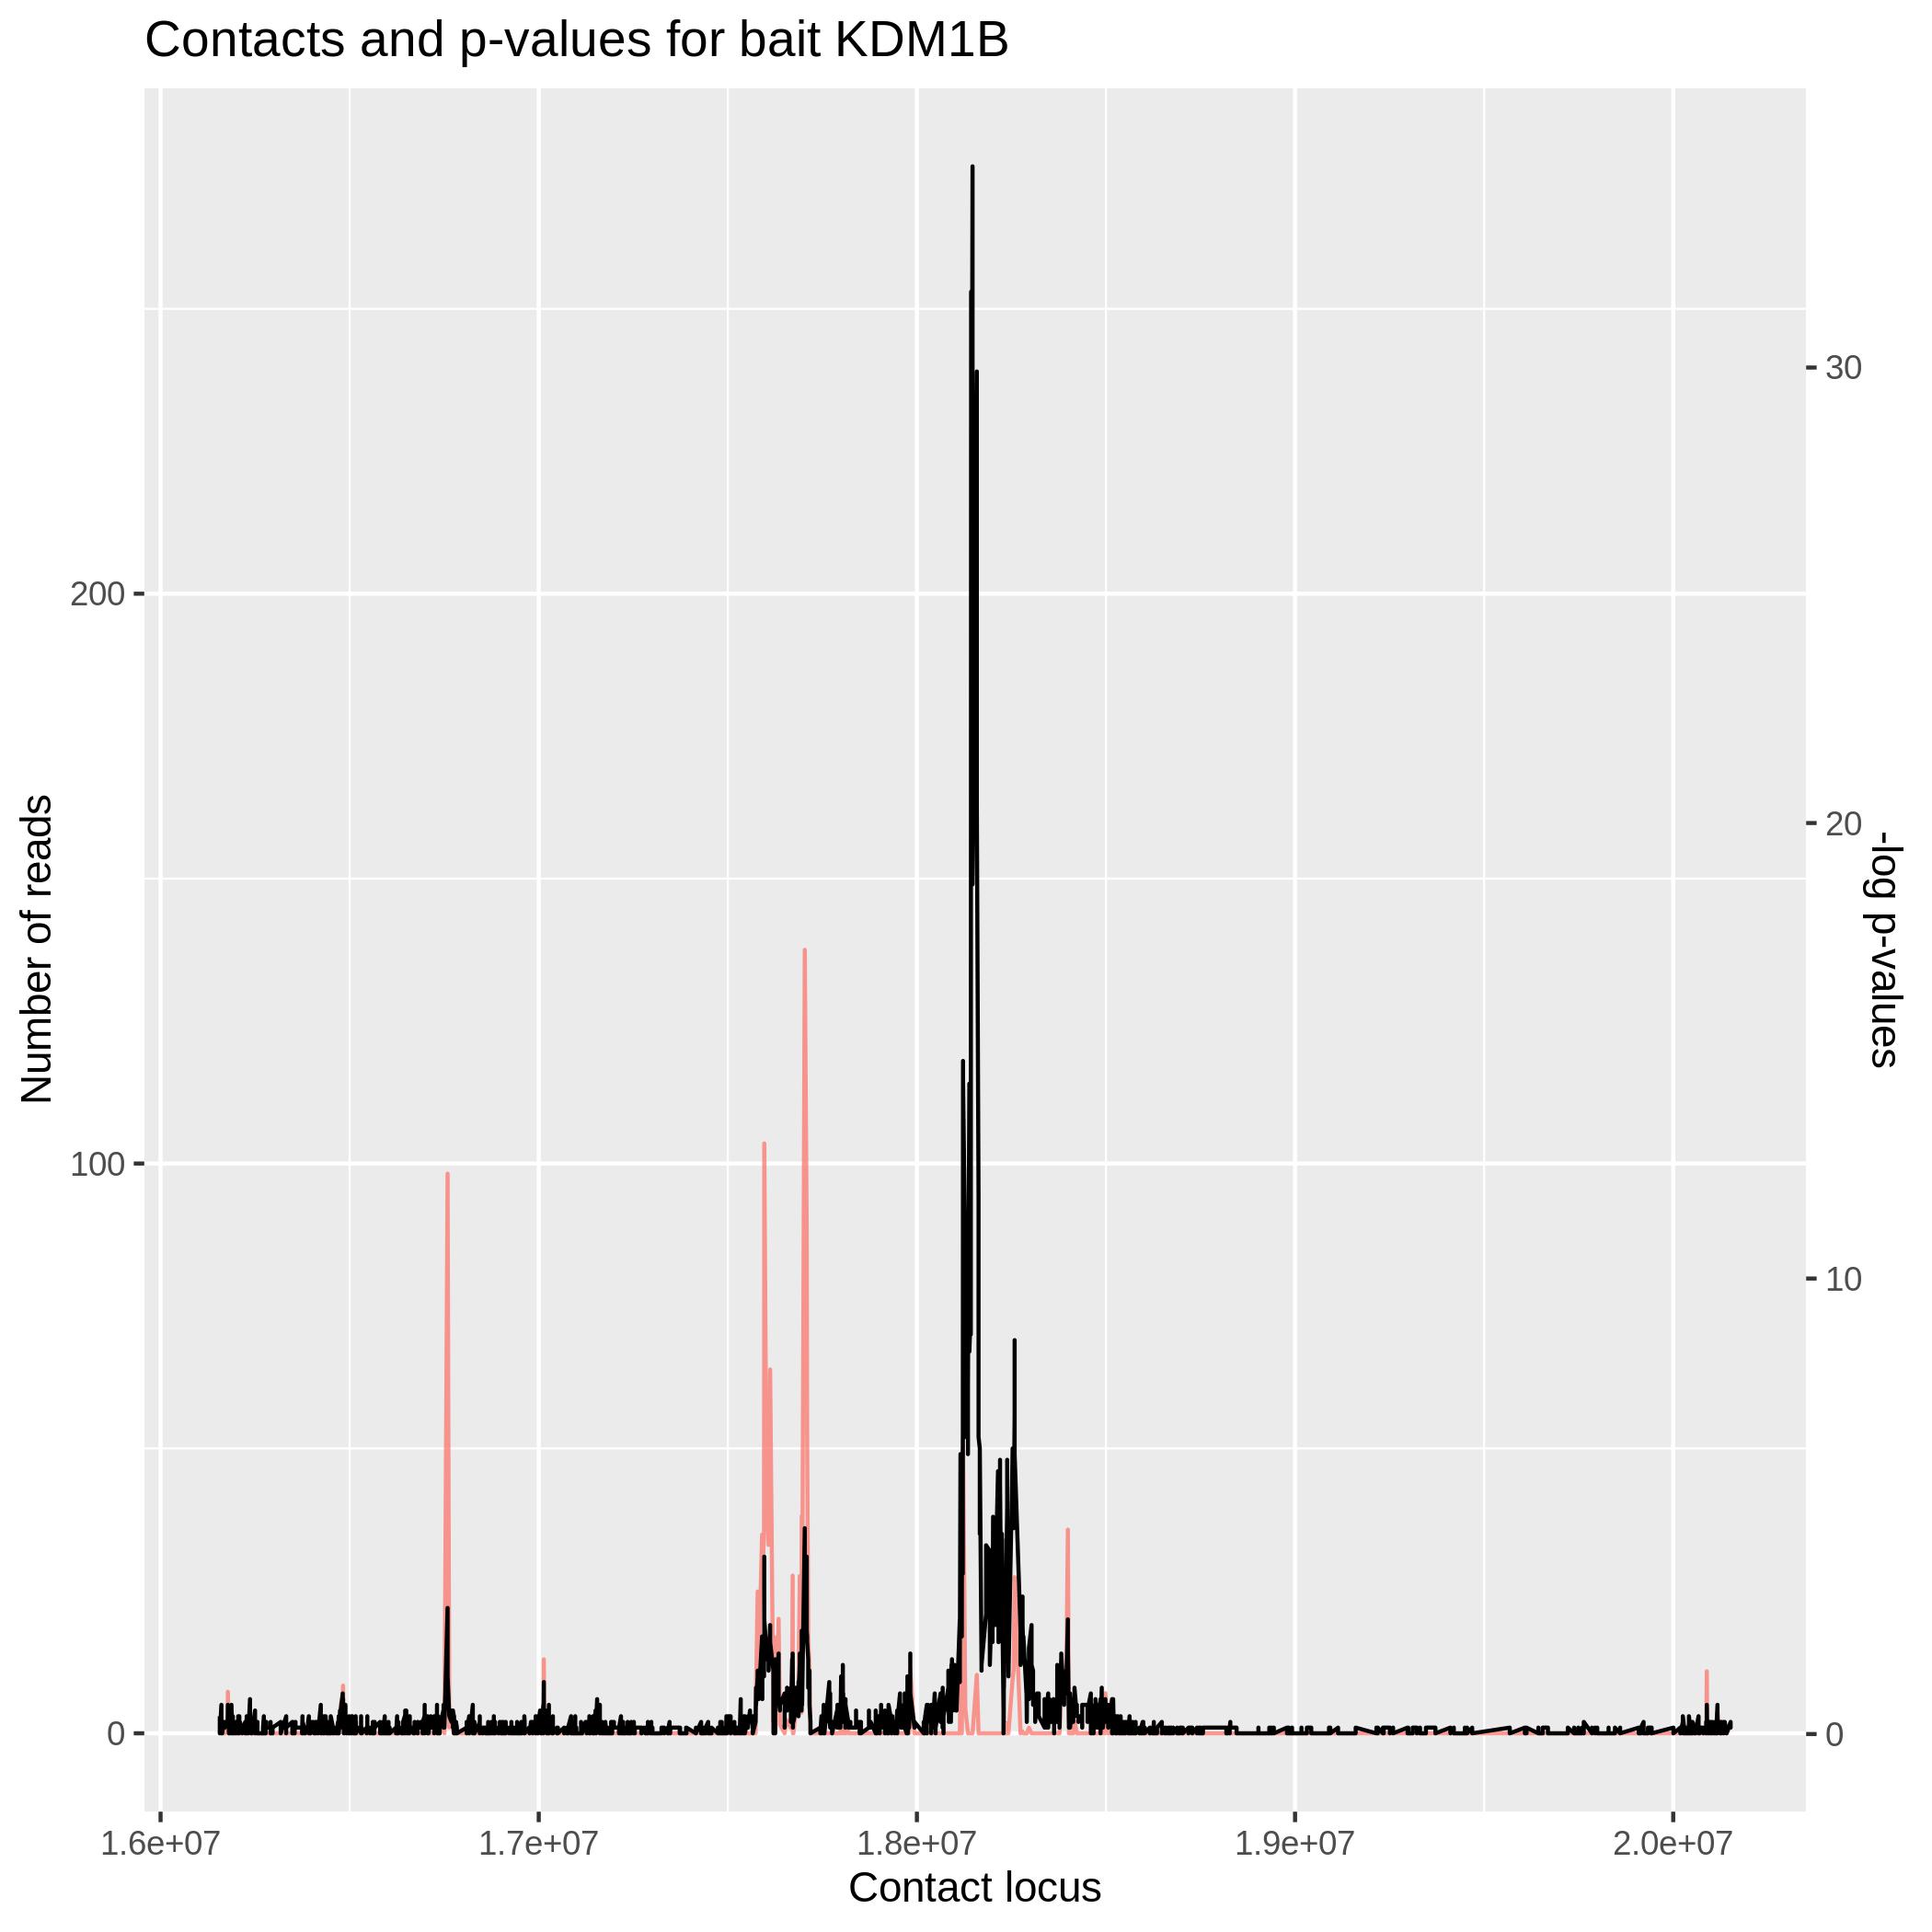 Contacts and p-values for bait KDM1B
Number of reads
200
100
0
30
20
10
0
-log p-values
1.6e+07
1.7e+07
1.8e+07
1.9e+07
2.0e+07
Contact locus